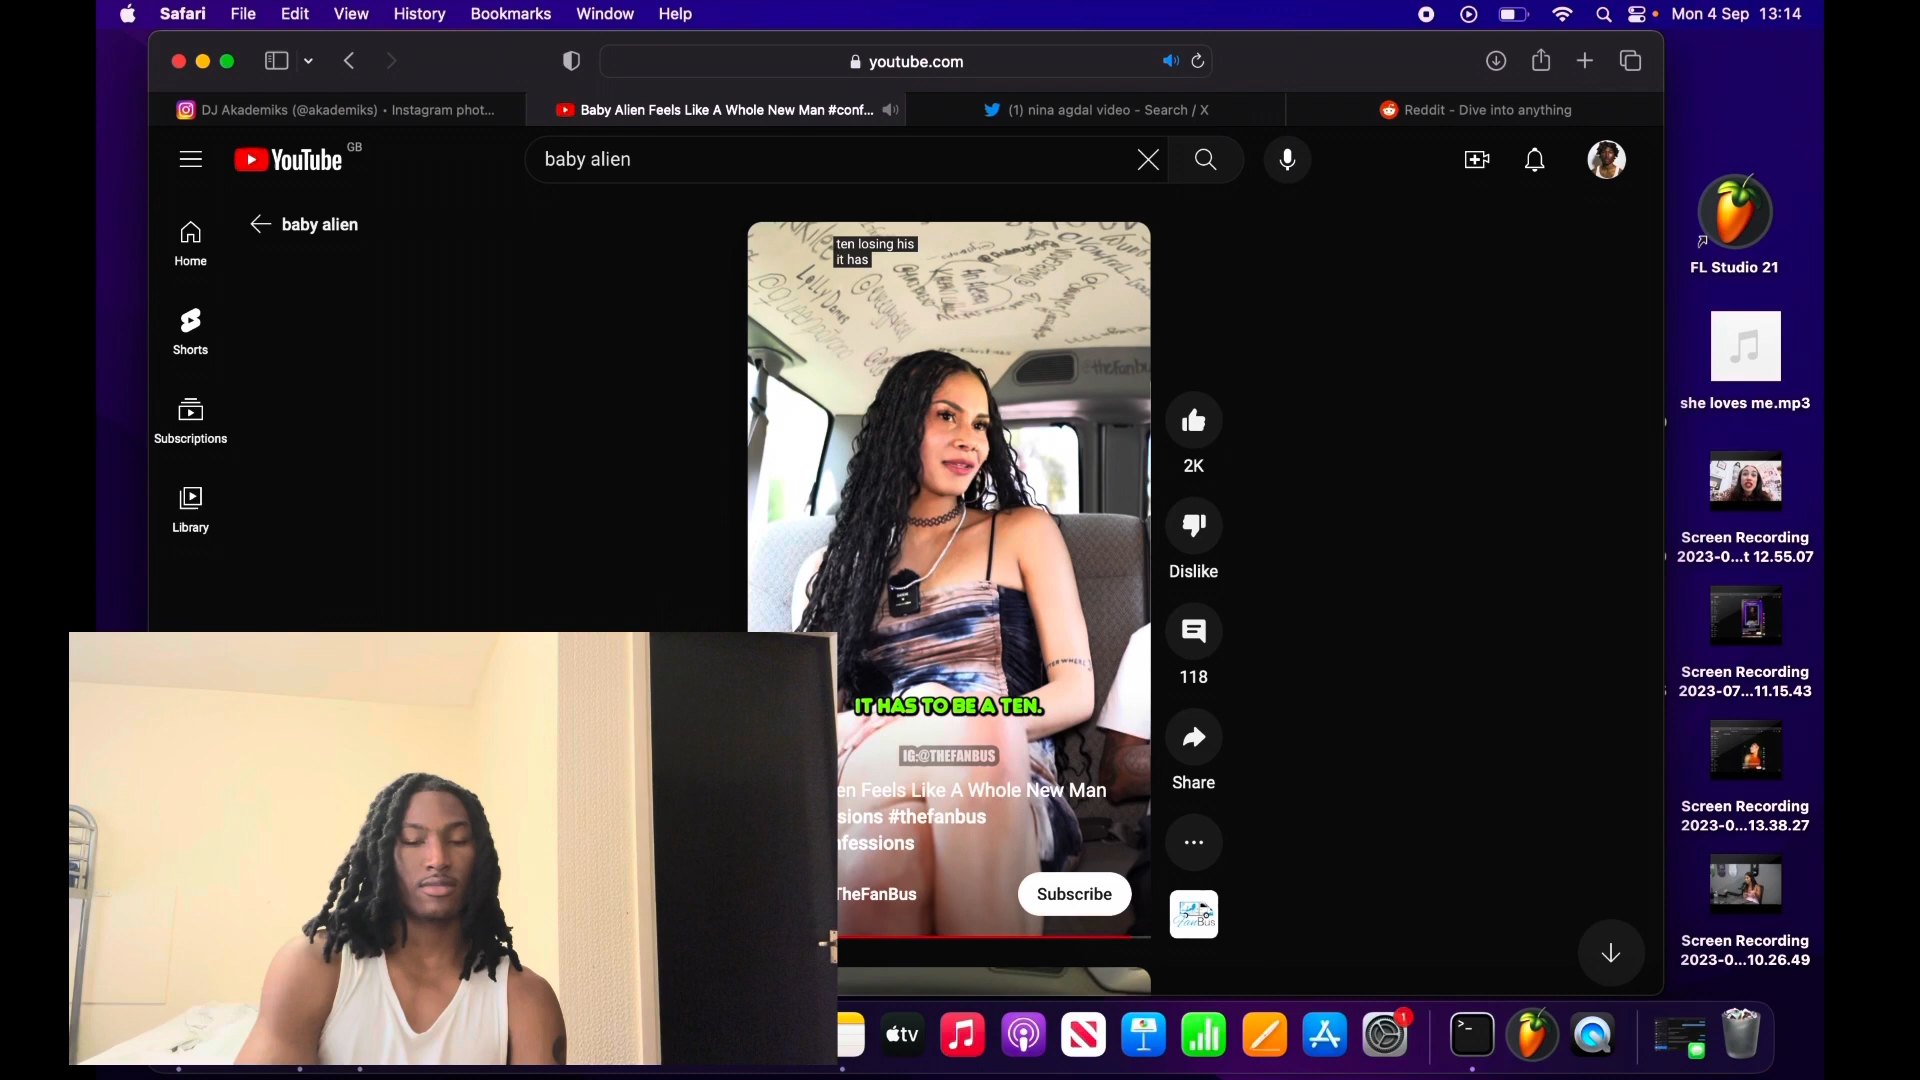 Safari File Edit View History Bookmarks Window Help
Mon 4 Sep 13:14
youtube.com
DJ Akademiks (@akademiks) • Instagram phot...
Baby Alien Feels Like A Whole New Man #conf...
(1) nina agdal video - Search / X
Reddit - Dive into anything
YouTube GB
baby alien
baby alien
Home
Shorts
Subscriptions
Library
ten losing his
it has
IT HAS TO BE A TEN.
IG:@THEFANBUS
en Feels Like A Whole New Man
sions #thefanbus
nfessions
TheFanBus
Subscribe
2K
Dislike
118
Share
FanBus
FL Studio 21
she loves me.mp3
Screen Recording
2023-0...t 12.55.07
Screen Recording
2023-07...11.15.43
Screen Recording
2023-0...13.38.27
Screen Recording
2023-0...10.26.49
tv
1